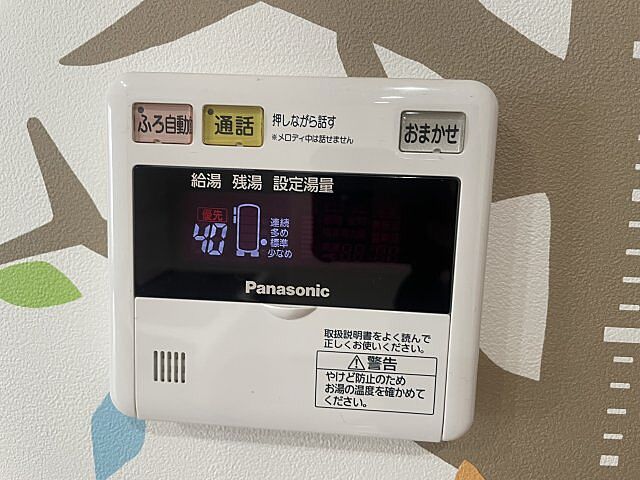 ふろ自動 通話 押しながら話す おまかせ
※メロディ中は話せません
給湯 残湯 設定湯量
優先
40
連続
多め
標準
少なめ
Panasonic
取扱説明書をよく読んで
正しくお使いください。
⚠警告
やけど防止のため
お湯の温度を確かめて
ください。